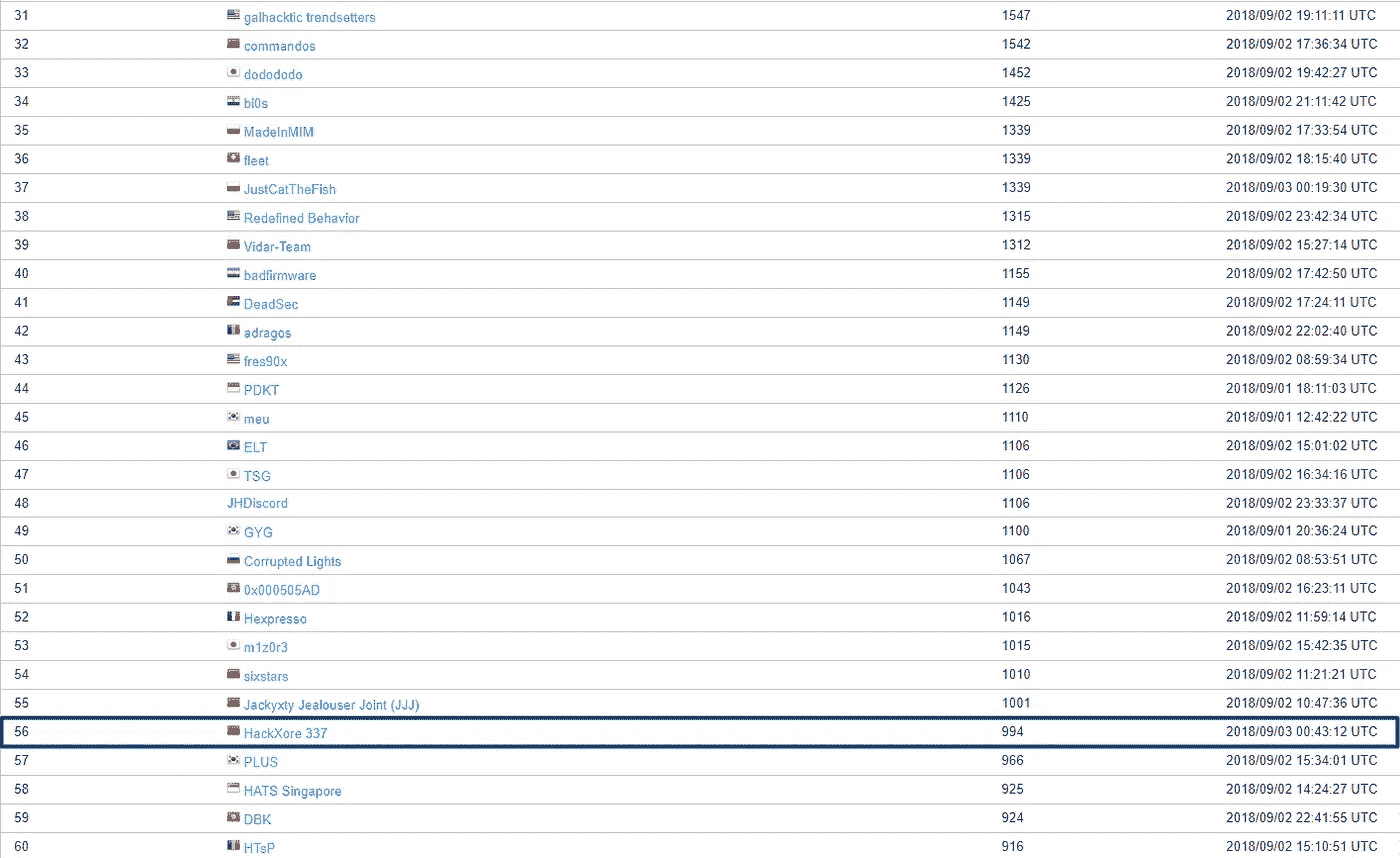 31 galhacktic trendsetters 1547 2018/09/02 19:11:11 UTC
32 commandos 1542 2018/09/02 17:36:34 UTC
33 dodododo 1452 2018/09/02 19:42:27 UTC
34 bi0s 1425 2018/09/02 21:11:42 UTC
35 MadeInMIM 1339 2018/09/02 17:33:54 UTC
36 fleet 1339 2018/09/02 18:15:40 UTC
37 JustCatTheFish 1339 2018/09/03 00:19:30 UTC
38 Redefined Behavior 1315 2018/09/02 23:42:34 UTC
39 Vidar-Team 1312 2018/09/02 15:27:14 UTC
40 badfirmware 1155 2018/09/02 17:42:50 UTC
41 DeadSec 1149 2018/09/02 17:24:11 UTC
42 adragos 1149 2018/09/02 22:02:40 UTC
43 fres90x 1130 2018/09/02 08:59:34 UTC
44 PDKT 1126 2018/09/01 18:11:03 UTC
45 meu 1110 2018/09/01 12:42:22 UTC
46 ELT 1106 2018/09/02 15:01:02 UTC
47 TSG 1106 2018/09/02 16:34:16 UTC
48 JHDiscord 1106 2018/09/02 23:33:37 UTC
49 GYG 1100 2018/09/01 20:36:24 UTC
50 Corrupted Lights 1067 2018/09/02 08:53:51 UTC
51 0x000505AD 1043 2018/09/02 16:23:11 UTC
52 Hexpresso 1016 2018/09/02 11:59:14 UTC
53 m1z0r3 1015 2018/09/02 15:42:35 UTC
54 sixstars 1010 2018/09/02 11:21:21 UTC
55 Jackyxty Jealouser Joint (JJJ) 1001 2018/09/02 10:47:36 UTC
56 HackXore 337 994 2018/09/03 00:43:12 UTC
57 PLUS 966 2018/09/02 15:34:01 UTC
58 HATS Singapore 925 2018/09/02 14:24:27 UTC
59 DBK 924 2018/09/02 22:41:55 UTC
60 HTsP 916 2018/09/02 15:10:51 UTC